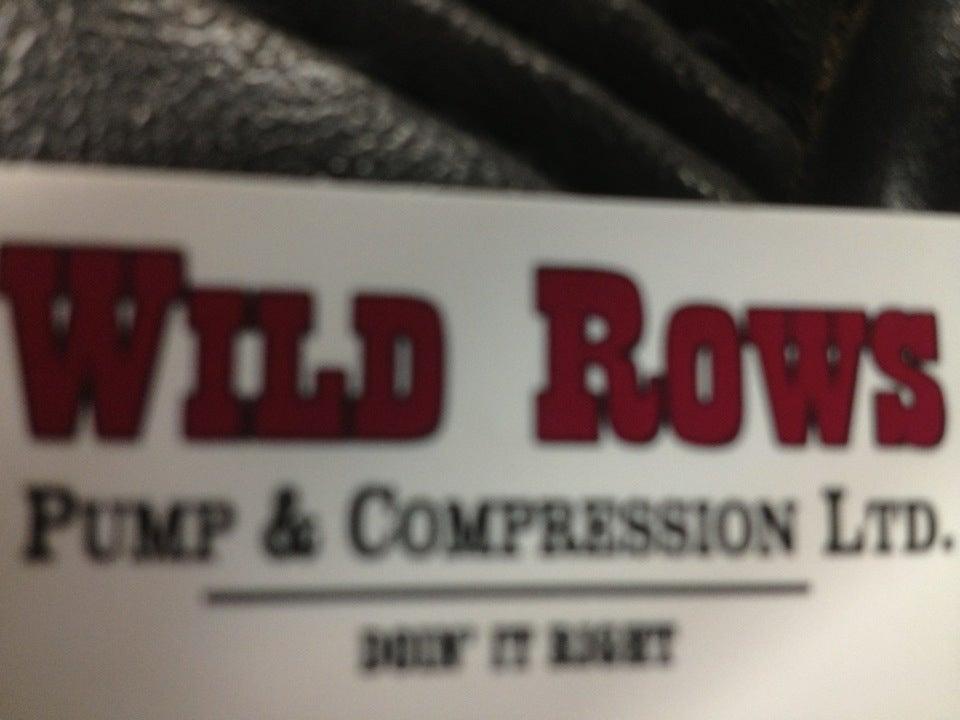 WILD ROWS
PUMP & COMPRESSION LTD.
DOIN' IT RIGHT